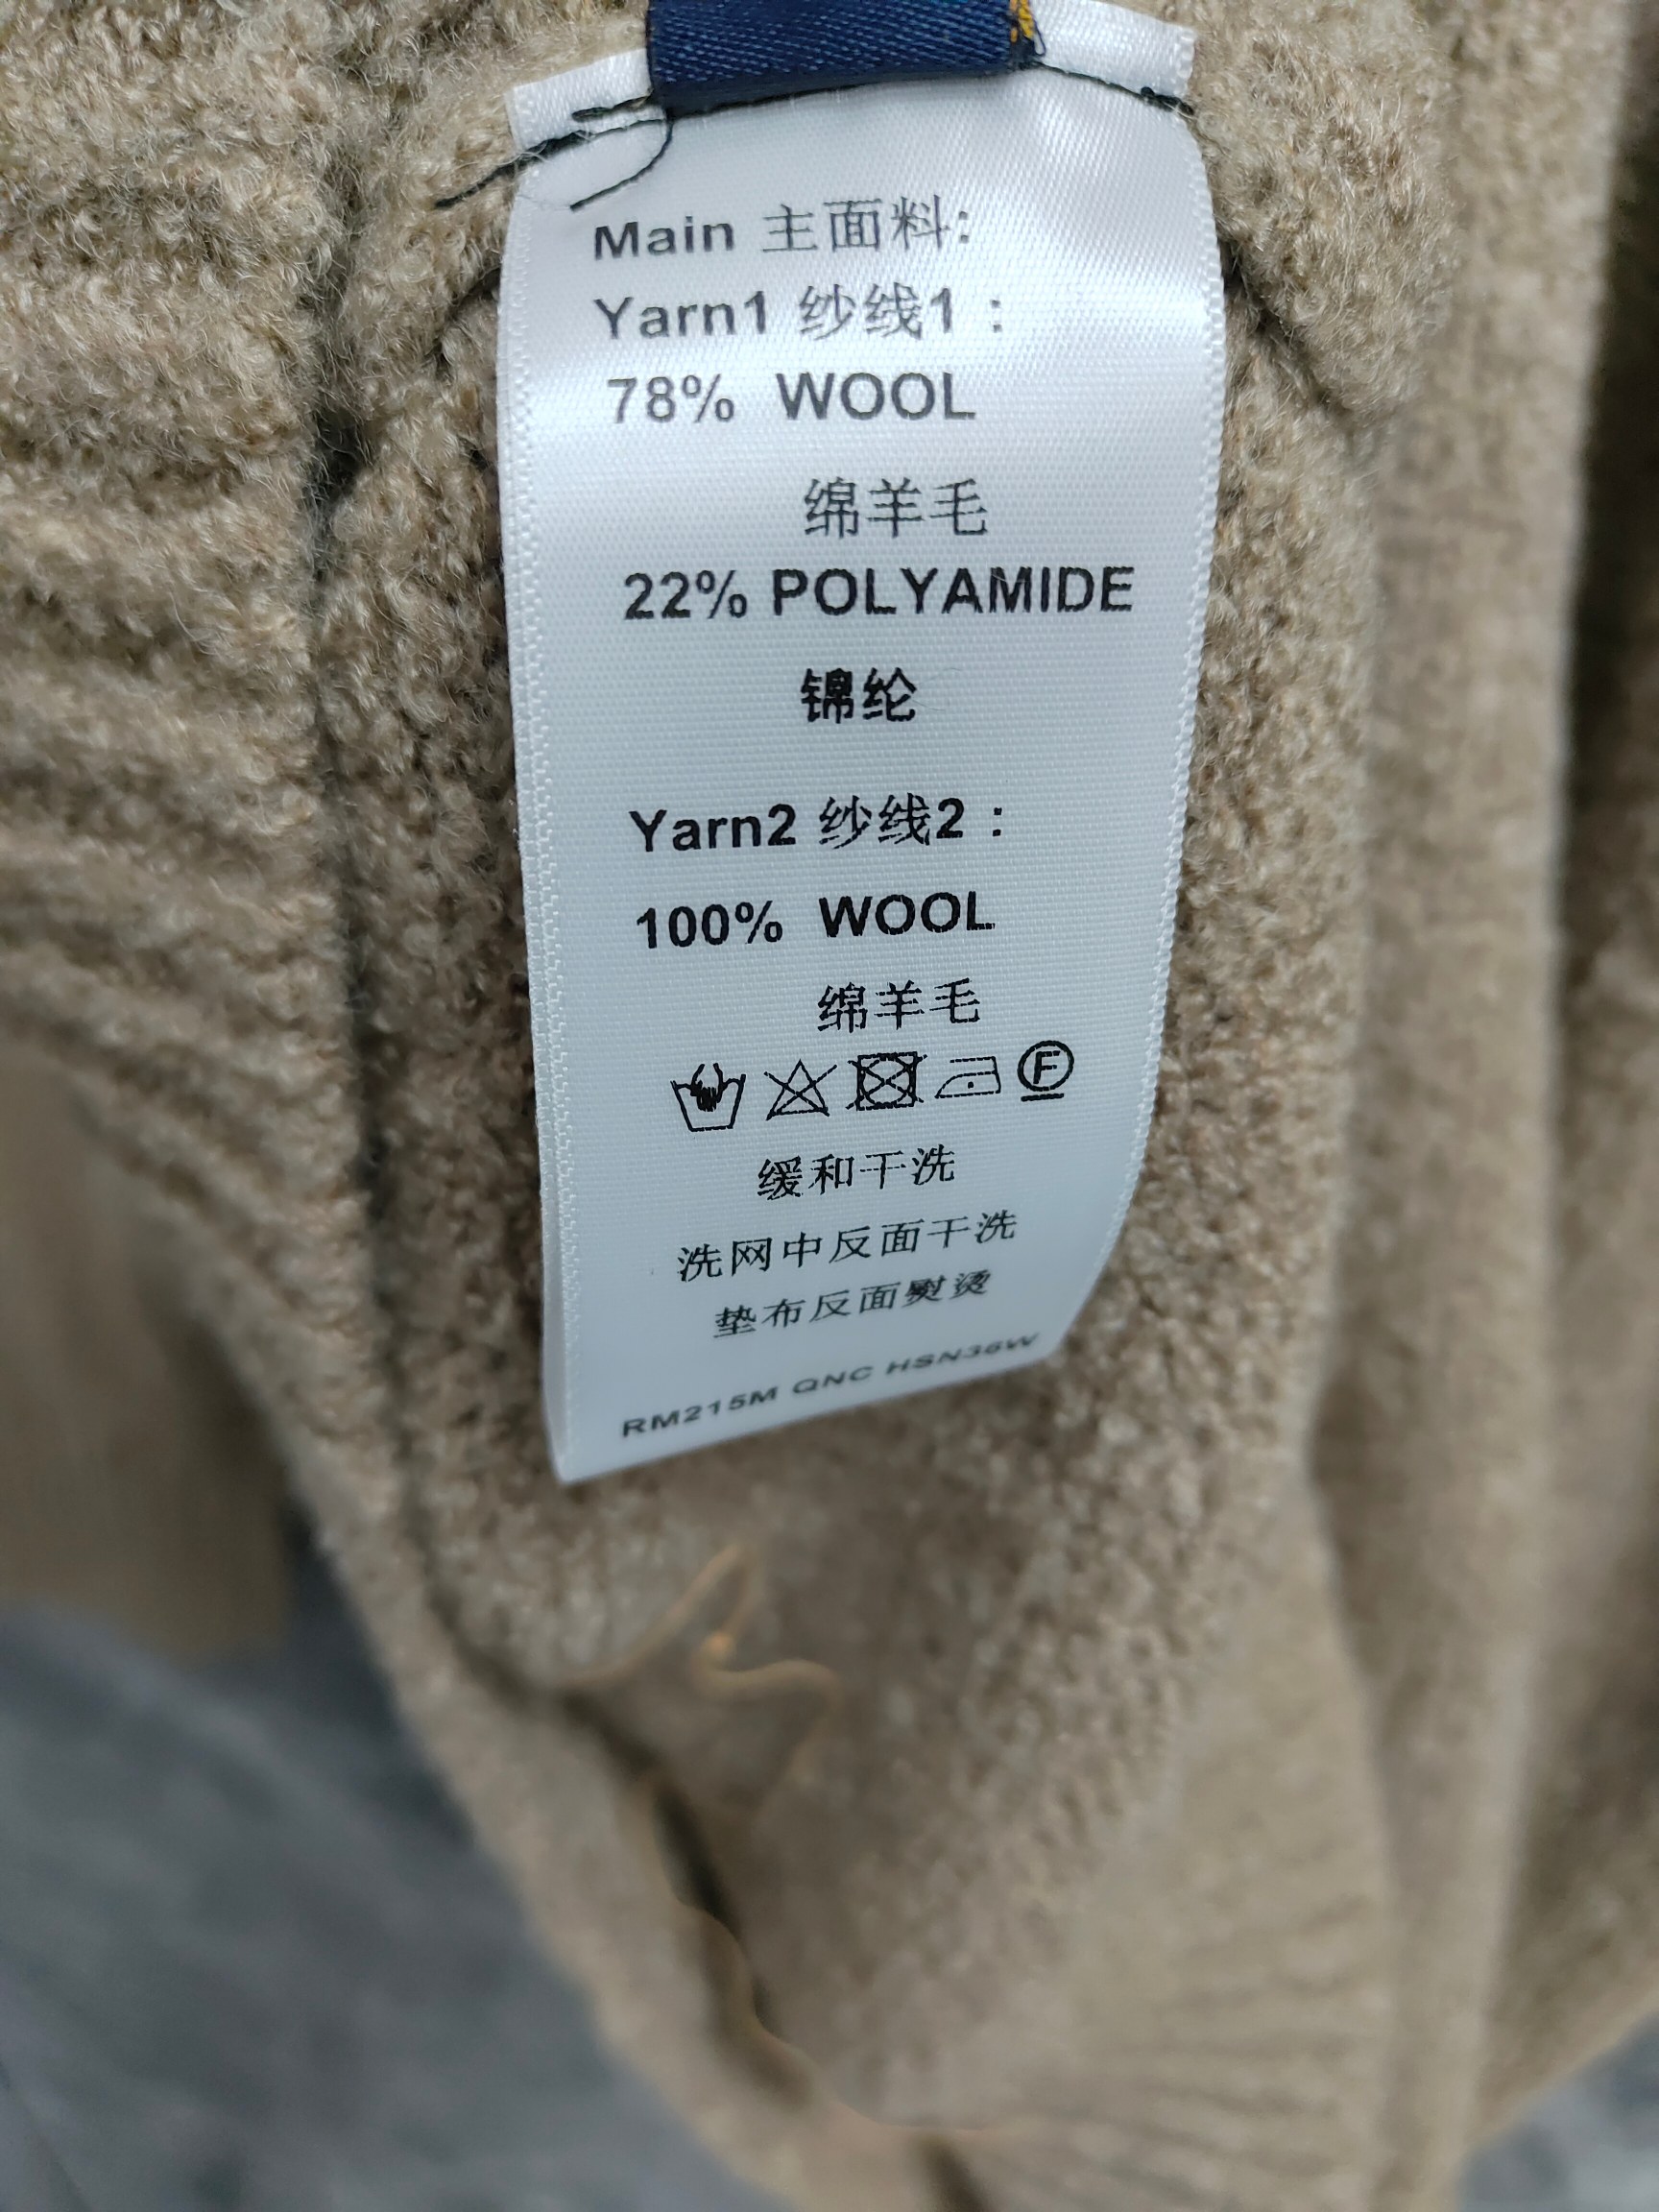 Main 主面料:
Yarn1 纱线1 :
78% WOOL
绵羊毛
22% POLYAMIDE
锦纶
Yarn2 纱线2 :
100% WOOL
绵羊毛
F
缓和干洗
洗网中反面干洗
垫布反面熨烫
RM215M QNC HSN36W